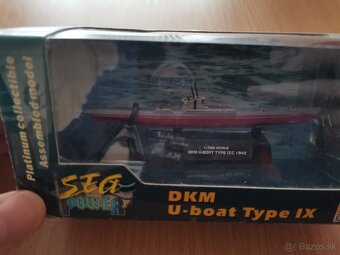 Platinum collectible
Assembled model
1:700 SCALE
DKM U-BOAT TYPE IXC 1942
SEA
POWER
DKM
U-boat Type IX
bazar.sk